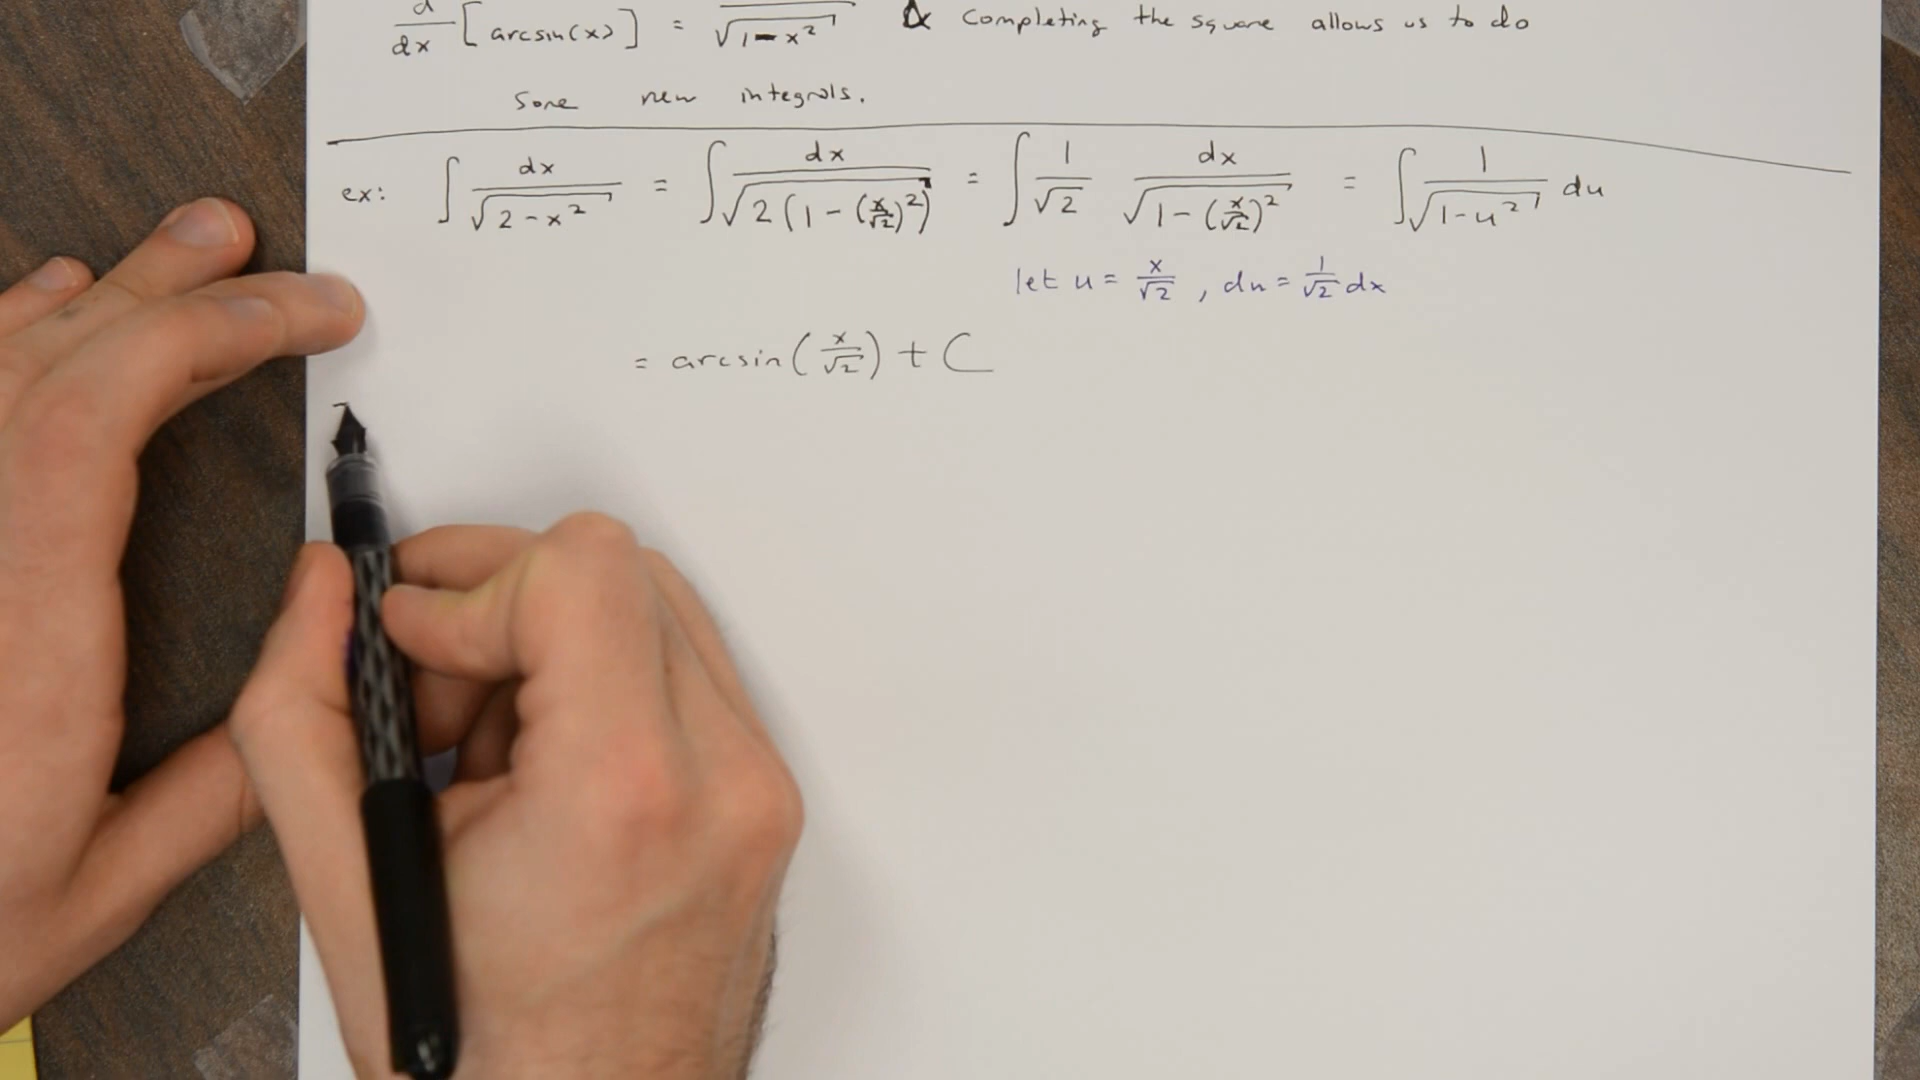 d/dx [arcsin(x)] = /√(1-x²) & Completing the square allows us to do
some new integrals.
ex: ∫ dx/√(2-x²) = ∫ dx/√(2(1-(x/√2)²)) = ∫ 1/√2 dx/√(1-(x/√2)²) = ∫ 1/√(1-u²) du
let u = x/√2, du = 1/√2 dx
= arcsin(x/√2) + C